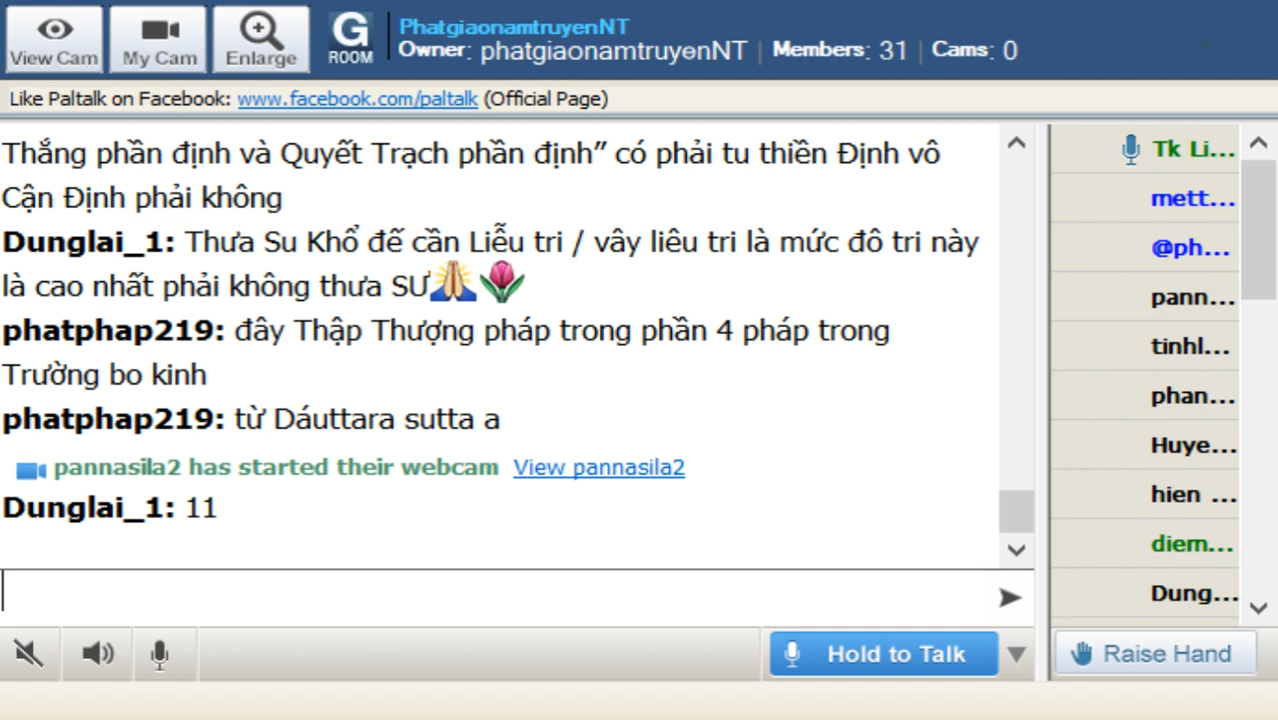 PhatgiaonamtruyenNT
Owner: phatgiaonamtruyenNT | Members: 31 | Cams: 0
View Cam
My Cam
Enlarge
G
ROOM
Like Paltalk on Facebook: www.facebook.com/paltalk (Official Page)
Thắng phần định và Quyết Trạch phần định” có phải tu thiền Định vô
Cận Định phải không
Dunglai_1: Thưa Su Khổ đế cần Liễu tri / vây liêu tri là mức đô tri này
là cao nhất phải không thưa SƯ
phatphap219: đây Thập Thượng pháp trong phần 4 pháp trong
Trường bo kinh
phatphap219: từ Dáuttara sutta a
pannasila2 has started their webcam View pannasila2
Dunglai_1: 11
Tk Li...
mett...
@ph...
pann...
tinhl...
phan...
Huye...
hien ...
diem...
Dung...
Hold to Talk
Raise Hand